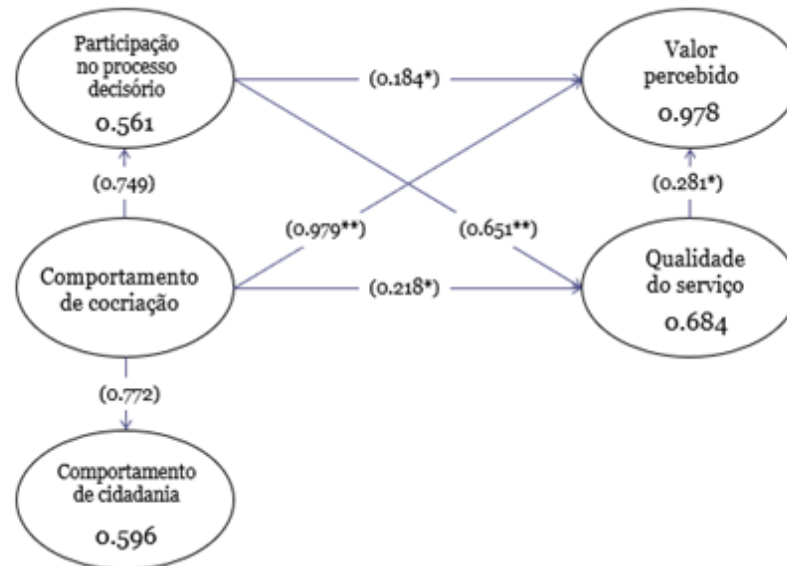 Participação
no processo
decisório
0.561
(0.184*)
Valor
percebido
0.978
(0.749)
(0.281*)
(0.979**)
(0.651**)
Comportamento
de cocriação
(0.218*)
Qualidade
do serviço
0.684
(0.772)
Comportamento
de cidadania
0.596